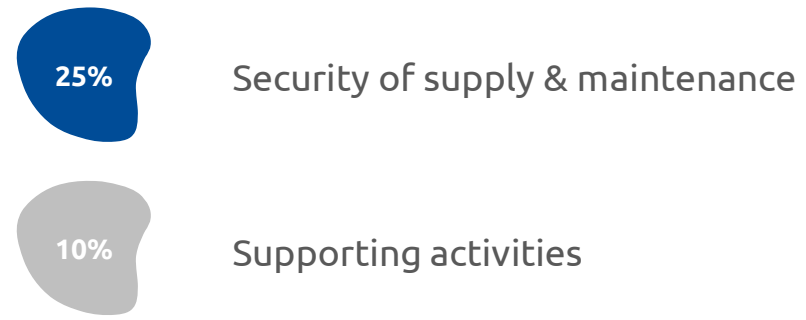 25% Security of supply & maintenance
10% Supporting activities